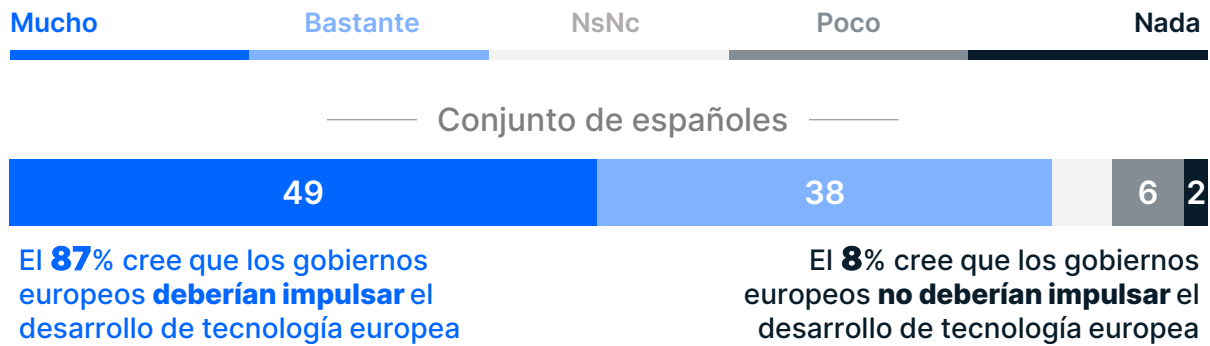 Mucho Bastante NsNc Poco Nada
Conjunto de españoles
49 38 6 2
El 87% cree que los gobiernos
europeos deberían impulsar el
desarrollo de tecnología europea
El 8% cree que los gobiernos
europeos no deberían impulsar el
desarrollo de tecnología europea